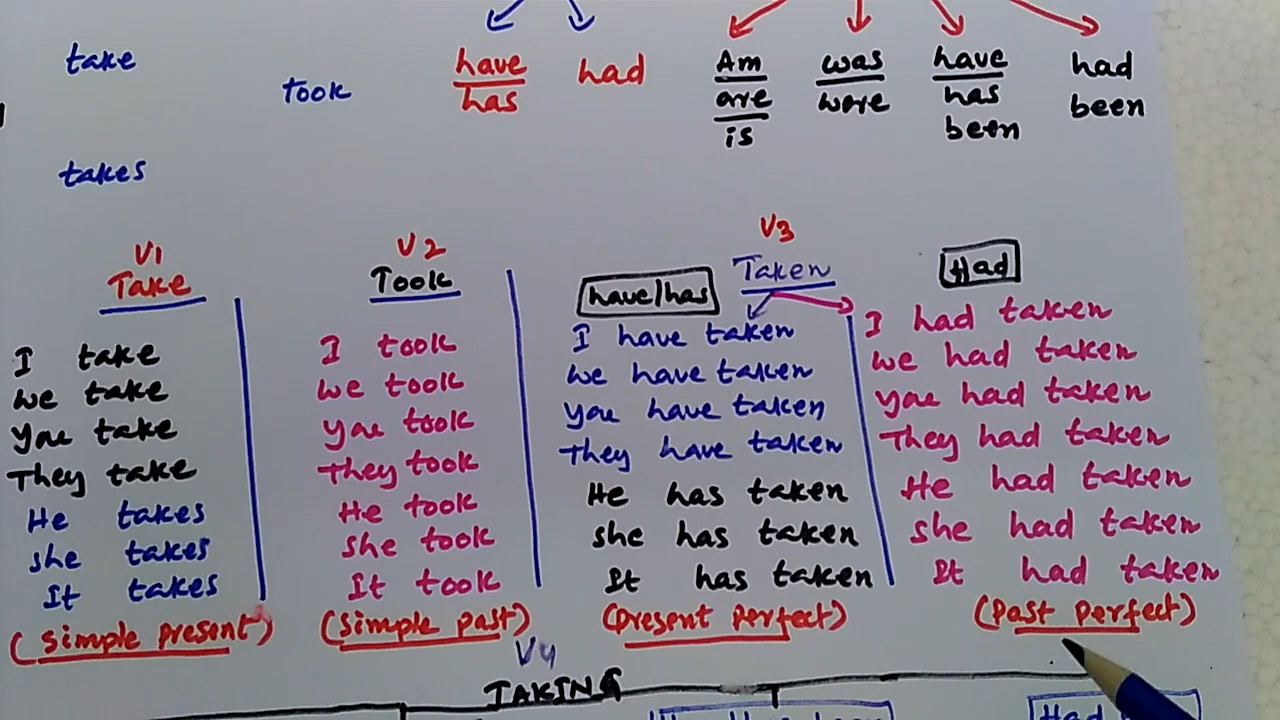 take
took
have
has
had
Am
are
is
was
were
have
has
been
had
been
takes
V1
Take
I take
we take
you take
They take
He takes
she takes
It takes
(simple present)
V2
Took
I took
we took
you took
They took
He took
she took
It took
(simple past)
V3
Taken
have/has
I have taken
we have taken
you have taken
They have taken
He has taken
she has taken
It has taken
(Present perfect)
Had
I had taken
we had taken
you had taken
They had taken
He had taken
she had taken
It had taken
(Past perfect)
V4
TAKING
Had